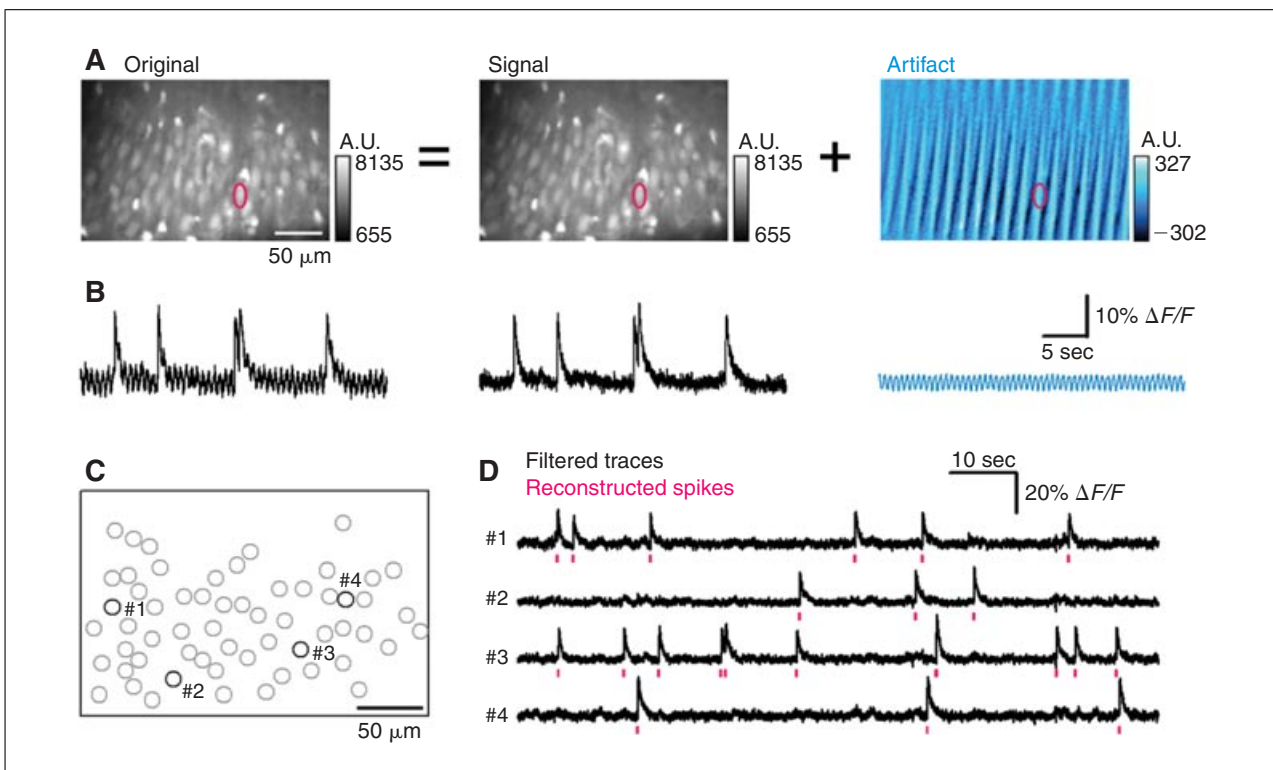 A Original
Signal
Artifact
A.U.
8135
655
50 μm
=
A.U.
8135
655
+
A.U.
327
−302
B
10% ΔF/F
5 sec
C
#1
#2
#3
#4
50 μm
D Filtered traces
Reconstructed spikes
10 sec
20% ΔF/F
#1
#2
#3
#4